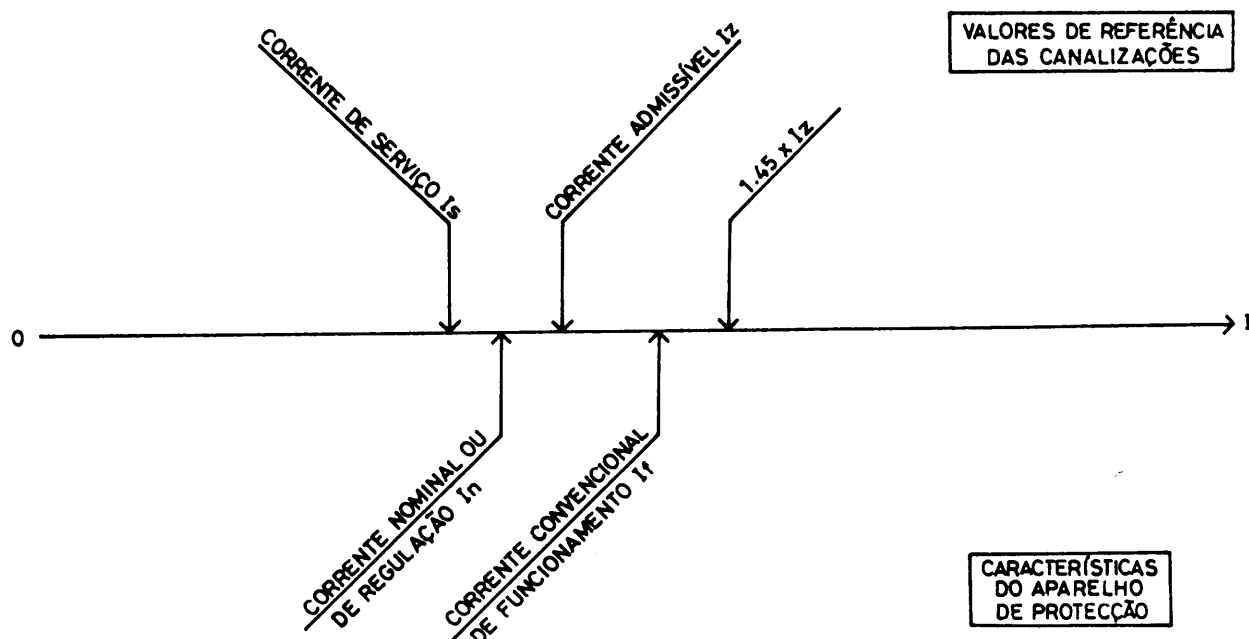 VALORES DE REFERÊNCIA
DAS CANALIZAÇÕES
CORRENTE DE SERVIÇO Is
CORRENTE ADMISSÍVEL Iz
1.45 x Iz
0
I
CORRENTE NOMINAL OU
DE REGULAÇÃO In
CORRENTE CONVENCIONAL
DE FUNCIONAMENTO If
CARACTERÍSTICAS
DO APARELHO
DE PROTECÇÃO